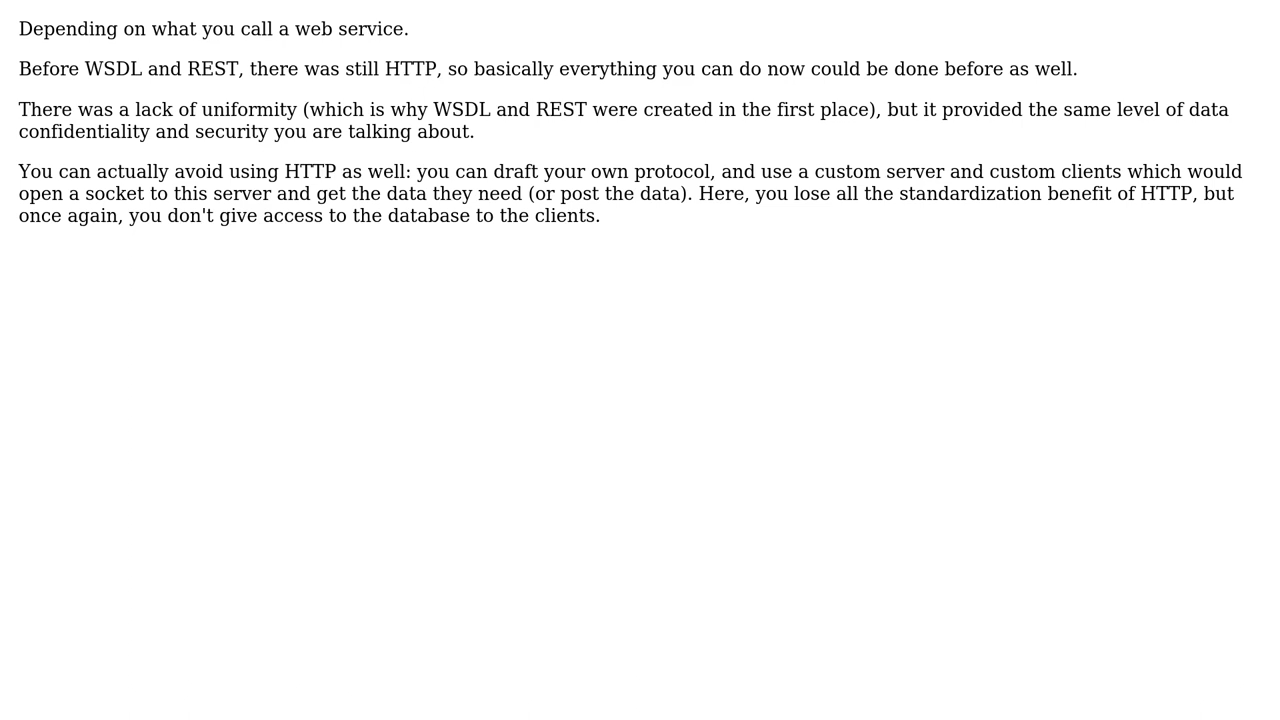 Depending on what you call a web service.
Before WSDL and REST, there was still HTTP, so basically everything you can do now could be done before as well.
There was a lack of uniformity (which is why WSDL and REST were created in the first place), but it provided the same level of data
confidentiality and security you are talking about.
You can actually avoid using HTTP as well: you can draft your own protocol, and use a custom server and custom clients which would
open a socket to this server and get the data they need (or post the data). Here, you lose all the standardization benefit of HTTP, but
once again, you don't give access to the database to the clients.